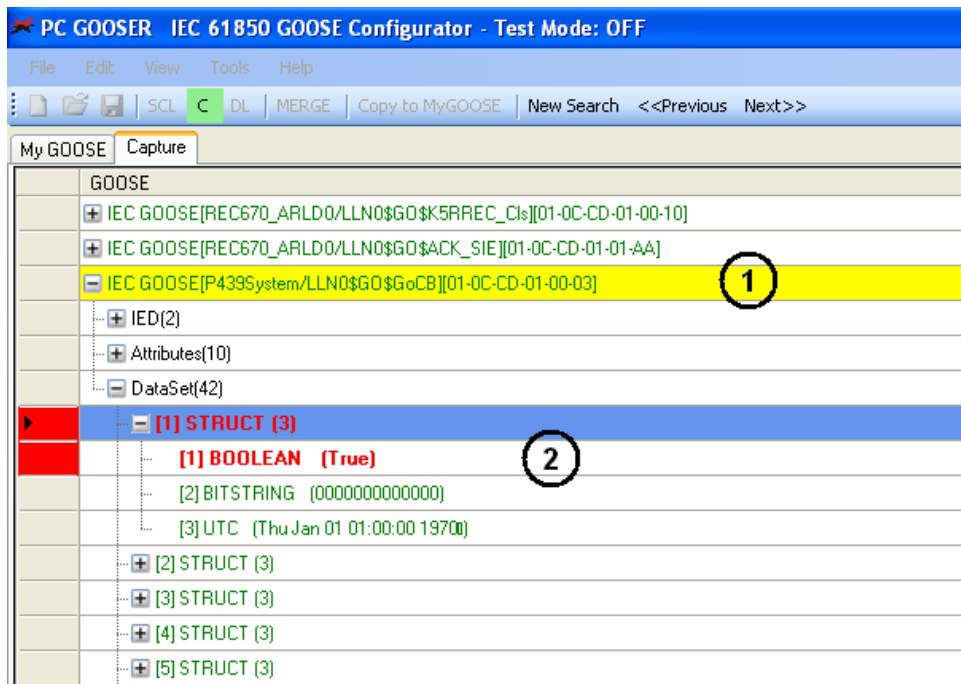 PC GOOSER IEC 61850 GOOSE Configurator - Test Mode: OFF
File Edit View Tools Help
SCL C DL MERGE Copy to MyGOOSE New Search <<Previous Next>>
My GOOSE Capture
GOOSE
IEC GOOSE[REC670_ARLD0/LLN0$GO$K5RREC_Cls][01-0C-CD-01-00-10]
IEC GOOSE[REC670_ARLD0/LLN0$GO$ACK_SIE][01-0C-CD-01-01-AA]
IEC GOOSE[P439System/LLN0$GO$GoCB][01-0C-CD-01-00-03] 1
IED(2)
Attributes(10)
DataSet(42)
[1] STRUCT (3)
[1] BOOLEAN (True) 2
[2] BITSTRING (0000000000000)
[3] UTC (Thu Jan 01 01:00:00 1970)
[2] STRUCT (3)
[3] STRUCT (3)
[4] STRUCT (3)
[5] STRUCT (3)